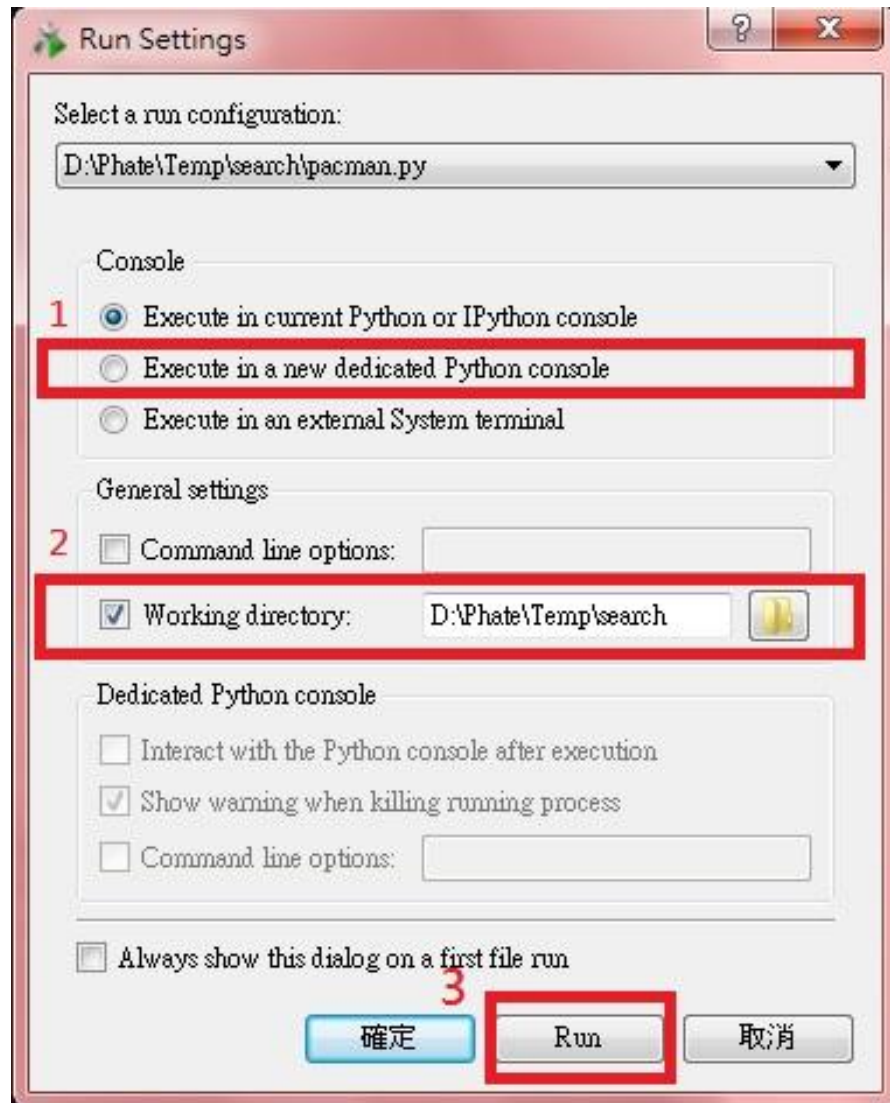 Run Settings
Select a run configuration:
D:\Phate\Temp\search\pacman.py
Console
1
Execute in current Python or IPython console
Execute in a new dedicated Python console
Execute in an external System terminal
General settings
2
Command line options:
Working directory: D:\Phate\Temp\search
Dedicated Python console
Interact with the Python console after execution
Show warning when killing running process
Command line options:
Always show this dialog on a first file run
3
確定 Run 取消